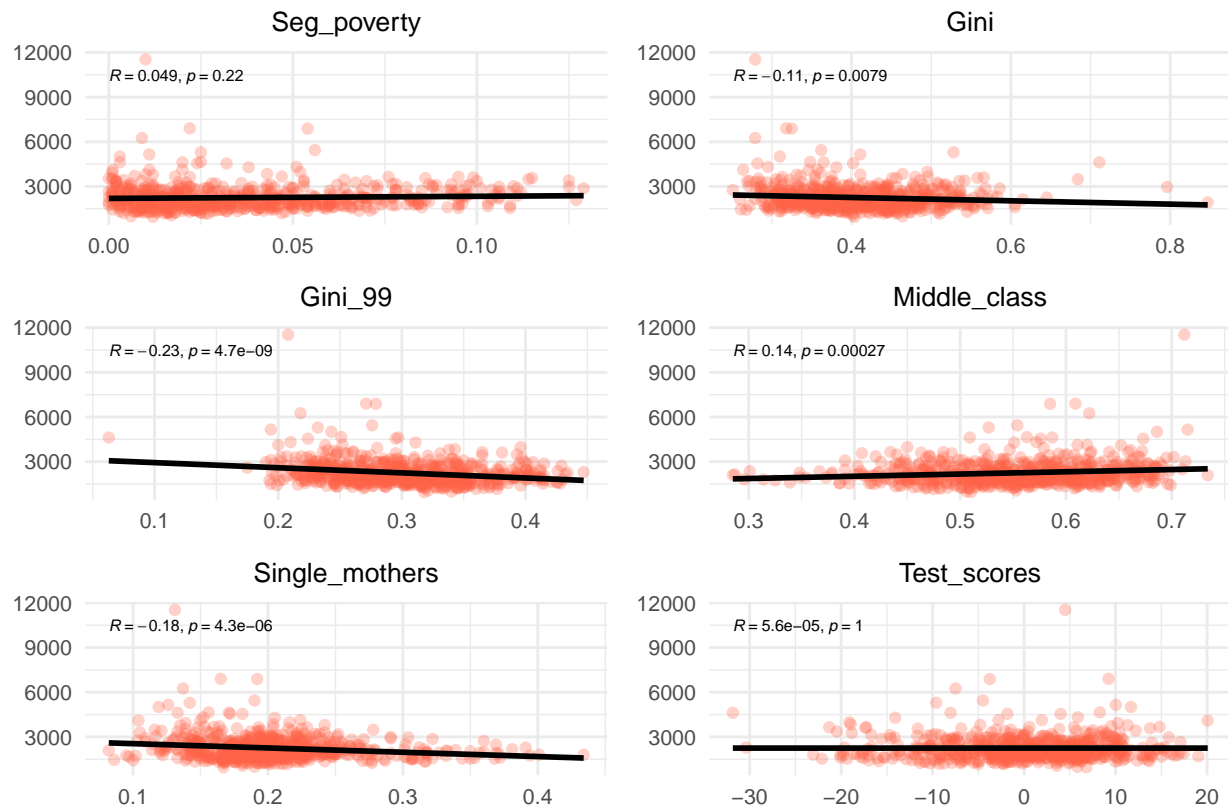 Seg_poverty
12000
9000
6000
3000
R = 0.049, p = 0.22
0.00 0.05 0.10
Gini
12000
9000
6000
3000
R = −0.11, p = 0.0079
0.4 0.6 0.8
Gini_99
12000
9000
6000
3000
R = −0.23, p = 4.7e−09
0.1 0.2 0.3 0.4
Middle_class
12000
9000
6000
3000
R = 0.14, p = 0.00027
0.3 0.4 0.5 0.6 0.7
Single_mothers
12000
9000
6000
3000
R = −0.18, p = 4.3e−06
0.1 0.2 0.3 0.4
Test_scores
12000
9000
6000
3000
R = 5.6e−05, p = 1
−30 −20 −10 0 10 20